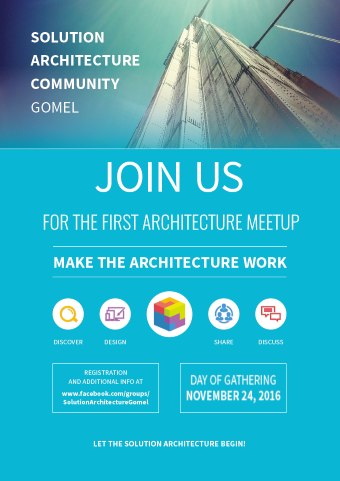 SOLUTION
ARCHITECTURE
COMMUNITY
GOMEL
JOIN US
FOR THE FIRST ARCHITECTURE MEETUP
MAKE THE ARCHITECTURE WORK
DISCOVER
DESIGN
SHARE
DISCUSS
REGISTRATION
AND ADDITIONAL INFO AT
www.facebook.com/groups/
SolutionArchitectureGomel
DAY OF GATHERING
NOVEMBER 24, 2016
LET THE SOLUTION ARCHITECTURE BEGIN!